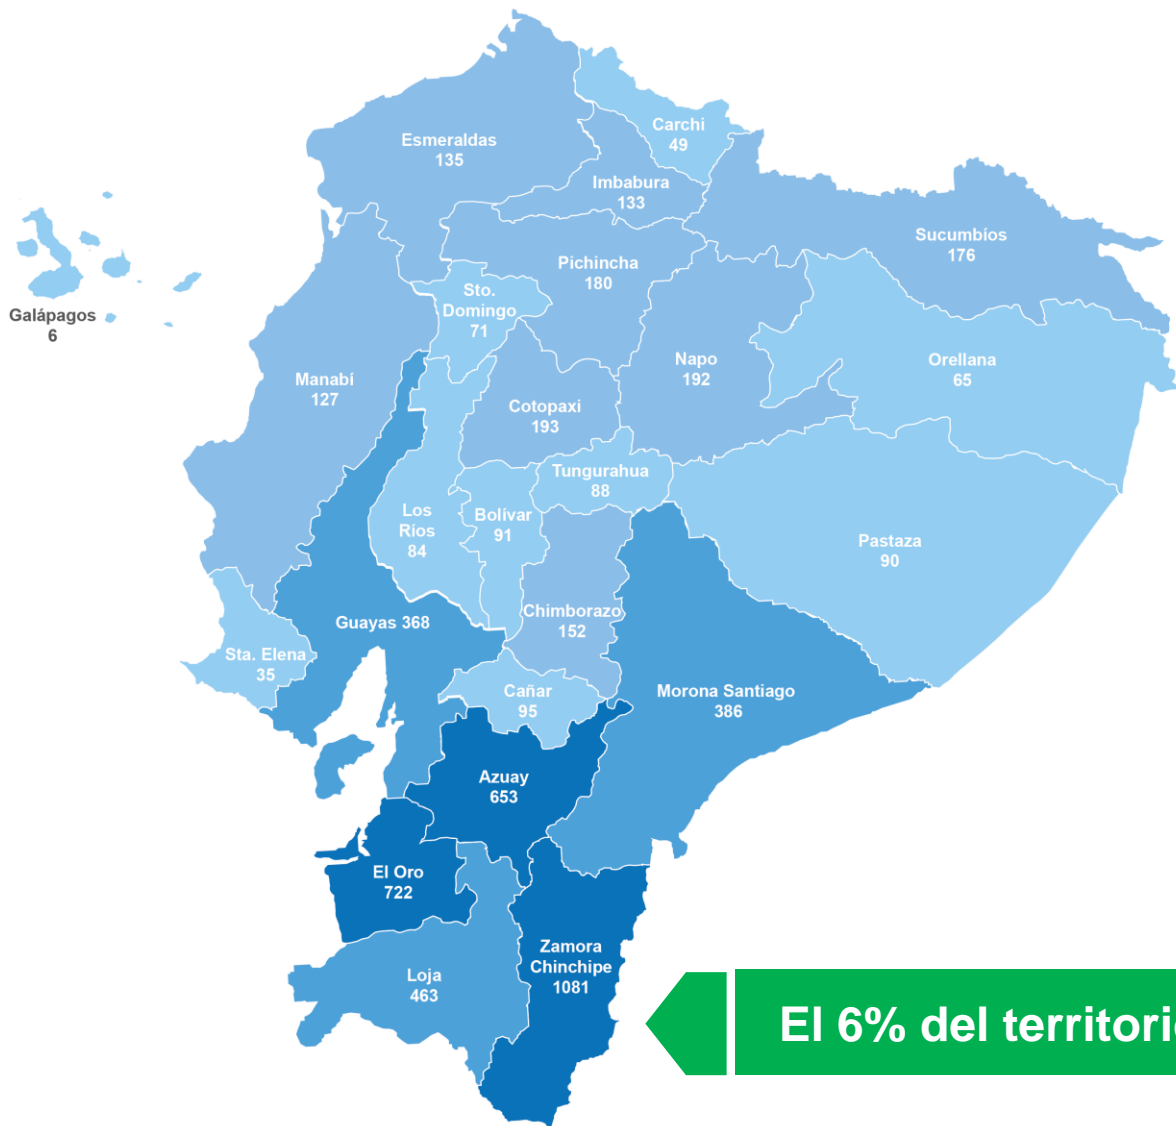 Carchi
49
Esmeraldas
135
Imbabura
133
Sucumbíos
176
Pichincha
180
Galápagos
6
Sto.
Domingo
71
Napo
192
Orellana
65
Manabí
127
Cotopaxi
193
Tungurahua
88
Los
Ríos
84
Bolívar
91
Pastaza
90
Chimborazo
152
Guayas 368
Sta. Elena
35
Cañar
95
Morona Santiago
386
Azuay
653
El Oro
722
Zamora
Chinchipe
1081
Loja
463
El 6% del territori